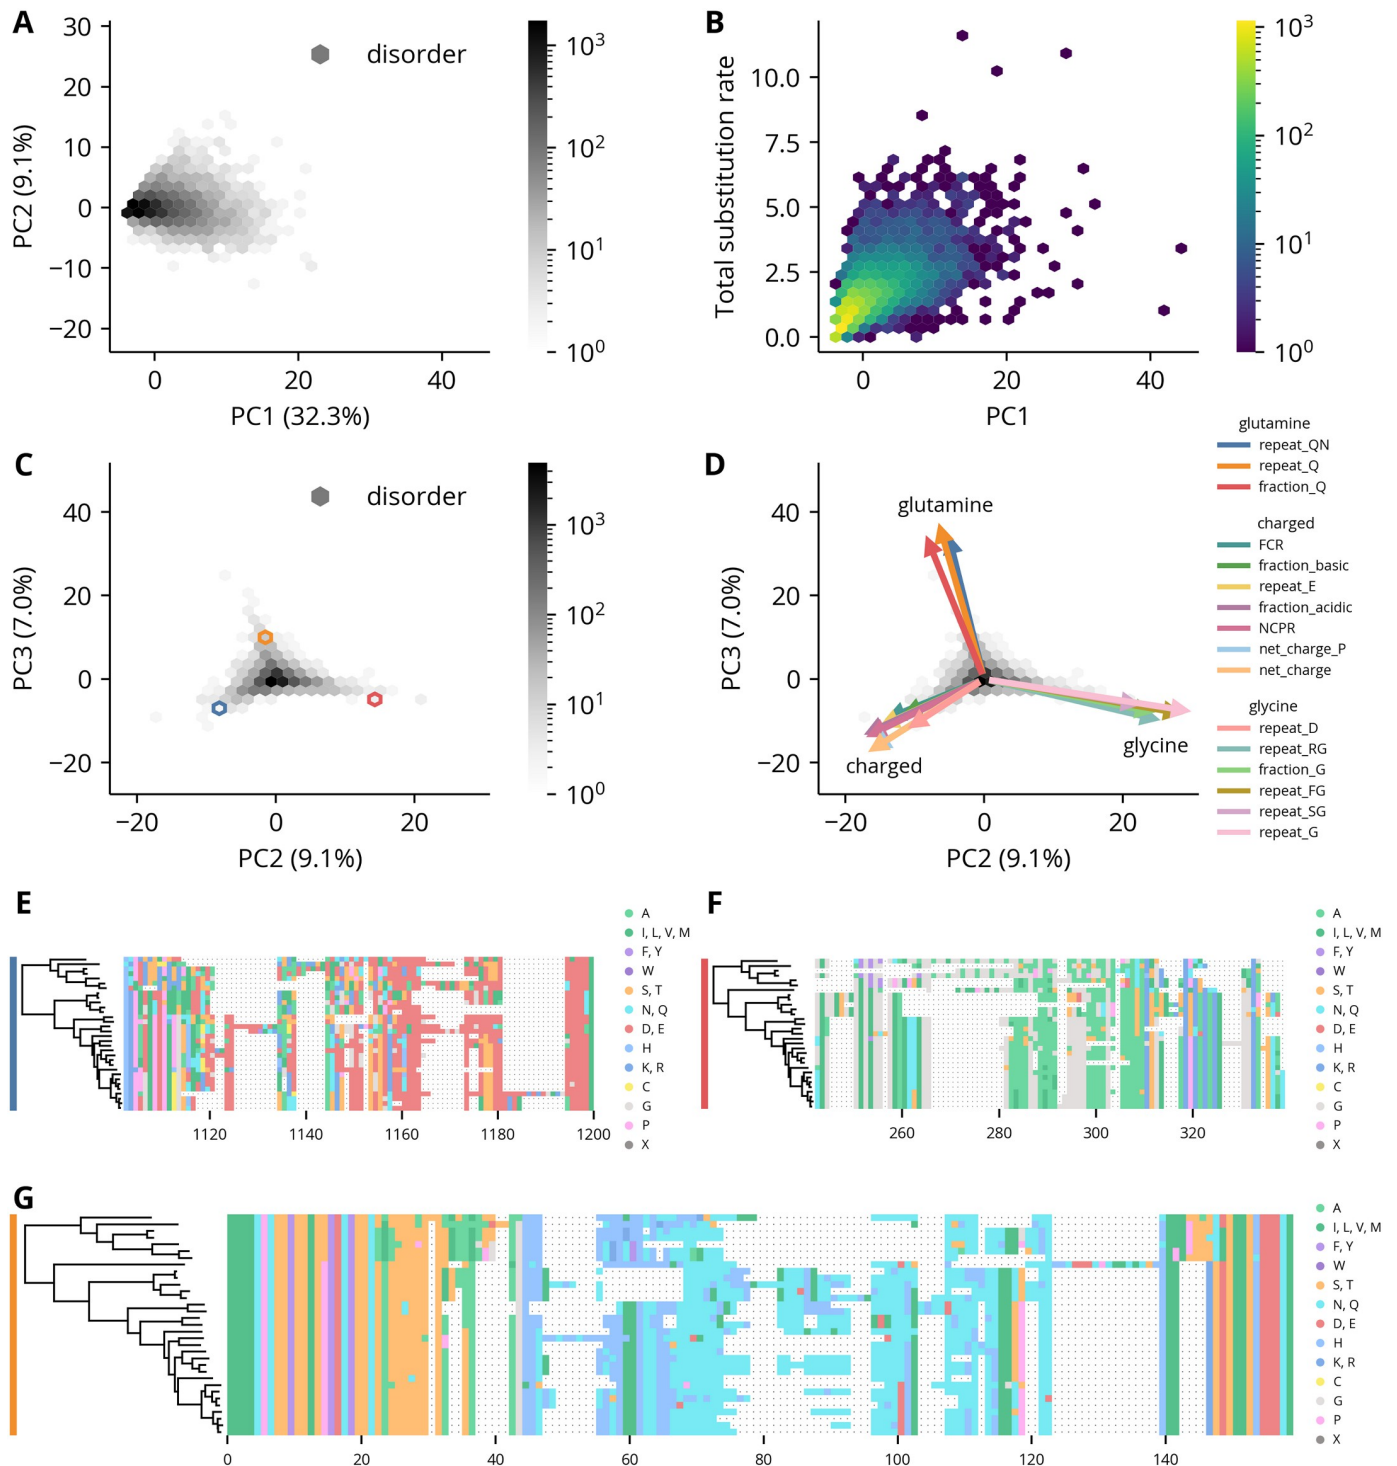 A
30
20
10
0
−10
−20
PC2 (9.1%)
disorder
0
20
40
PC1 (32.3%)
10³
10²
10¹
10⁰
B
10.0
7.5
5.0
2.5
0.0
Total substitution rate
0
20
40
PC1
10³
10²
10¹
10⁰
C
40
20
0
−20
PC3 (7.0%)
disorder
−20
0
20
PC2 (9.1%)
10³
10²
10¹
10⁰
D
40
20
0
−20
PC3 (7.0%)
glutamine
charged
glycine
−20
0
20
PC2 (9.1%)
glutamine
repeat_QN
repeat_Q
fraction_Q
charged
FCR
fraction_basic
repeat_E
fraction_acidic
NCPR
net_charge_P
net_charge
glycine
repeat_D
repeat_RG
fraction_G
repeat_FG
repeat_SG
repeat_G
E
1120
1140
1160
1180
1200
A
I, L, V, M
F, Y
W
S, T
N, Q
D, E
H
K, R
C
G
P
X
F
260
280
300
320
A
I, L, V, M
F, Y
W
S, T
N, Q
D, E
H
K, R
C
G
P
X
G
0
20
40
60
80
100
120
140
A
I, L, V, M
F, Y
W
S, T
N, Q
D, E
H
K, R
C
G
P
X